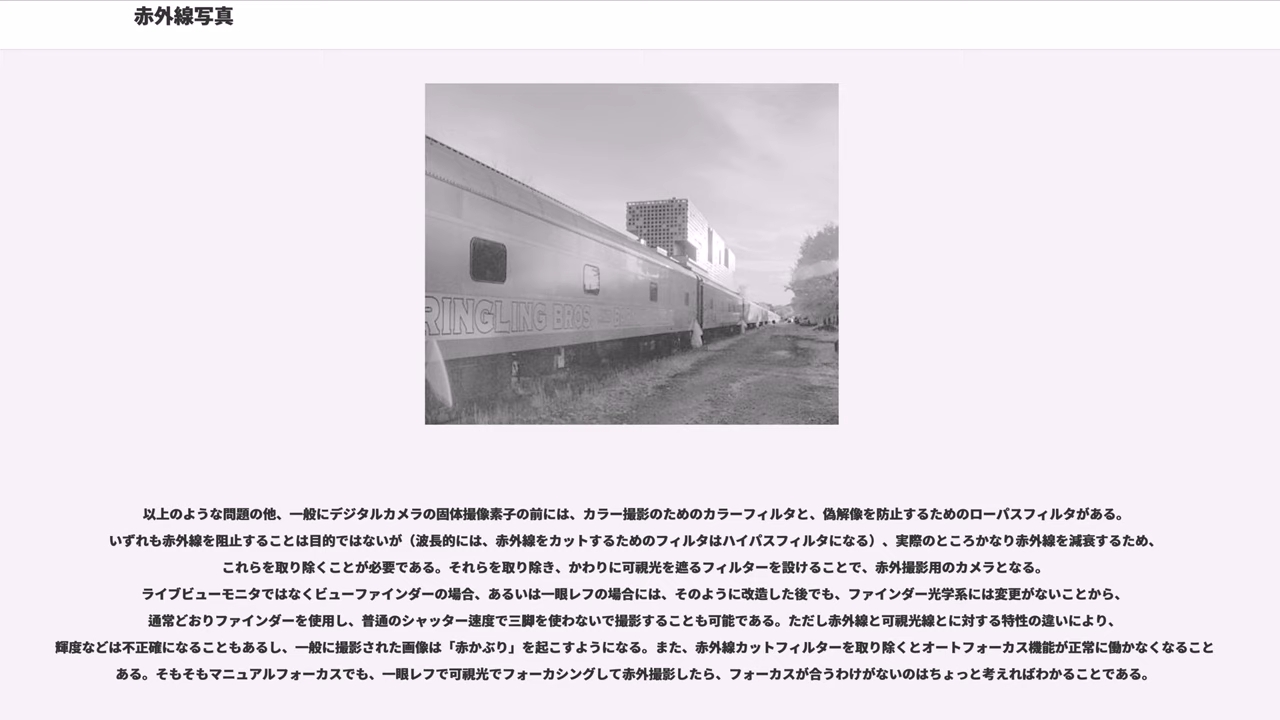 赤外線写真
RINGLING BROS
以上のような問題の他、一般にデジタルカメラの固体撮像素子の前には、カラー撮影のためのカラーフィルタと、偽解像を防止するためのローパスフィルタがある。
いずれも赤外線を阻止することは目的ではないが（波長的には、赤外線をカットするためのフィルタはハイパスフィルタになる）、実際のところかなり赤外線を減衰するため、
これらを取り除くことが必要である。それらを取り除き、かわりに可視光を遮るフィルターを設けることで、赤外撮影用のカメラとなる。
ライブビューモニタではなくビューファインダーの場合、あるいは一眼レフの場合には、そのように改造した後でも、ファインダー光学系には変更がないことから、
通常どおりファインダーを使用し、普通のシャッター速度で三脚を使わないで撮影することも可能である。ただし赤外線と可視光線とに対する特性の違いにより、
輝度などは不正確になることもあるし、一般に撮影された画像は「赤かぶり」を起こすようになる。また、赤外線カットフィルターを取り除くとオートフォーカス機能が正常に働かなくなること
ある。そもそもマニュアルフォーカスでも、一眼レフで可視光でフォーカシングして赤外撮影したら、フォーカスが合うわけがないのはちょっと考えればわかることである。